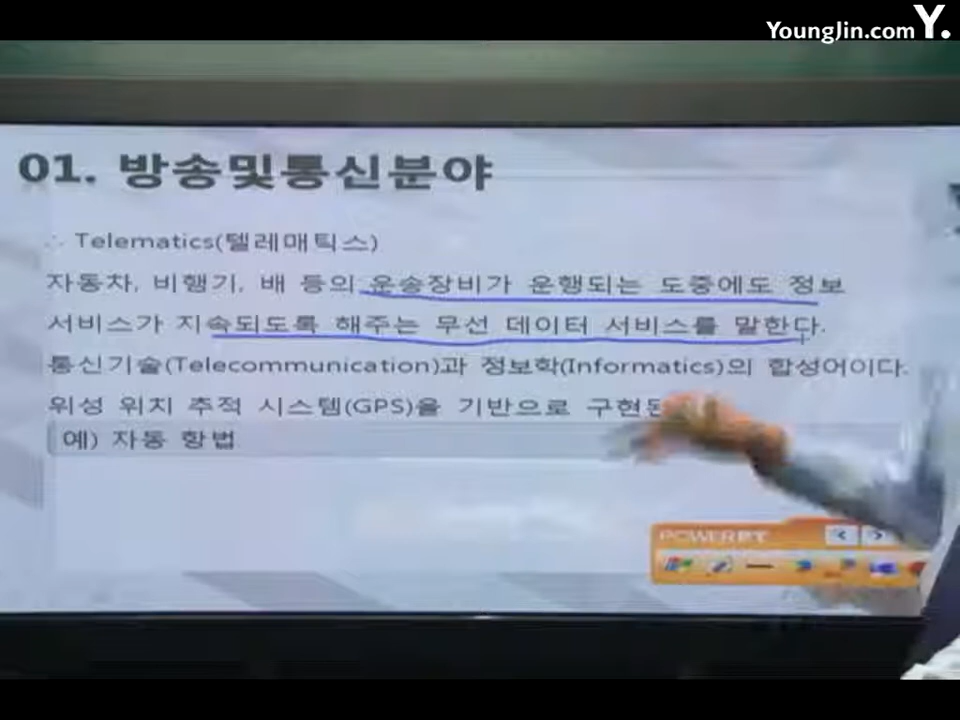 YoungJin.com Y.
01. 방송및통신분야
∴ Telematics(텔레매틱스)
자동차, 비행기, 배 등의 운송장비가 운행되는 도중에도 정보
서비스가 지속되도록 해주는 무선 데이터 서비스를 말한다.
통신기술(Telecommunication)과 정보학(Informatics)의 합성어이다.
위성 위치 추적 시스템(GPS)을 기반으로
예) 자동 항법
POWERPT